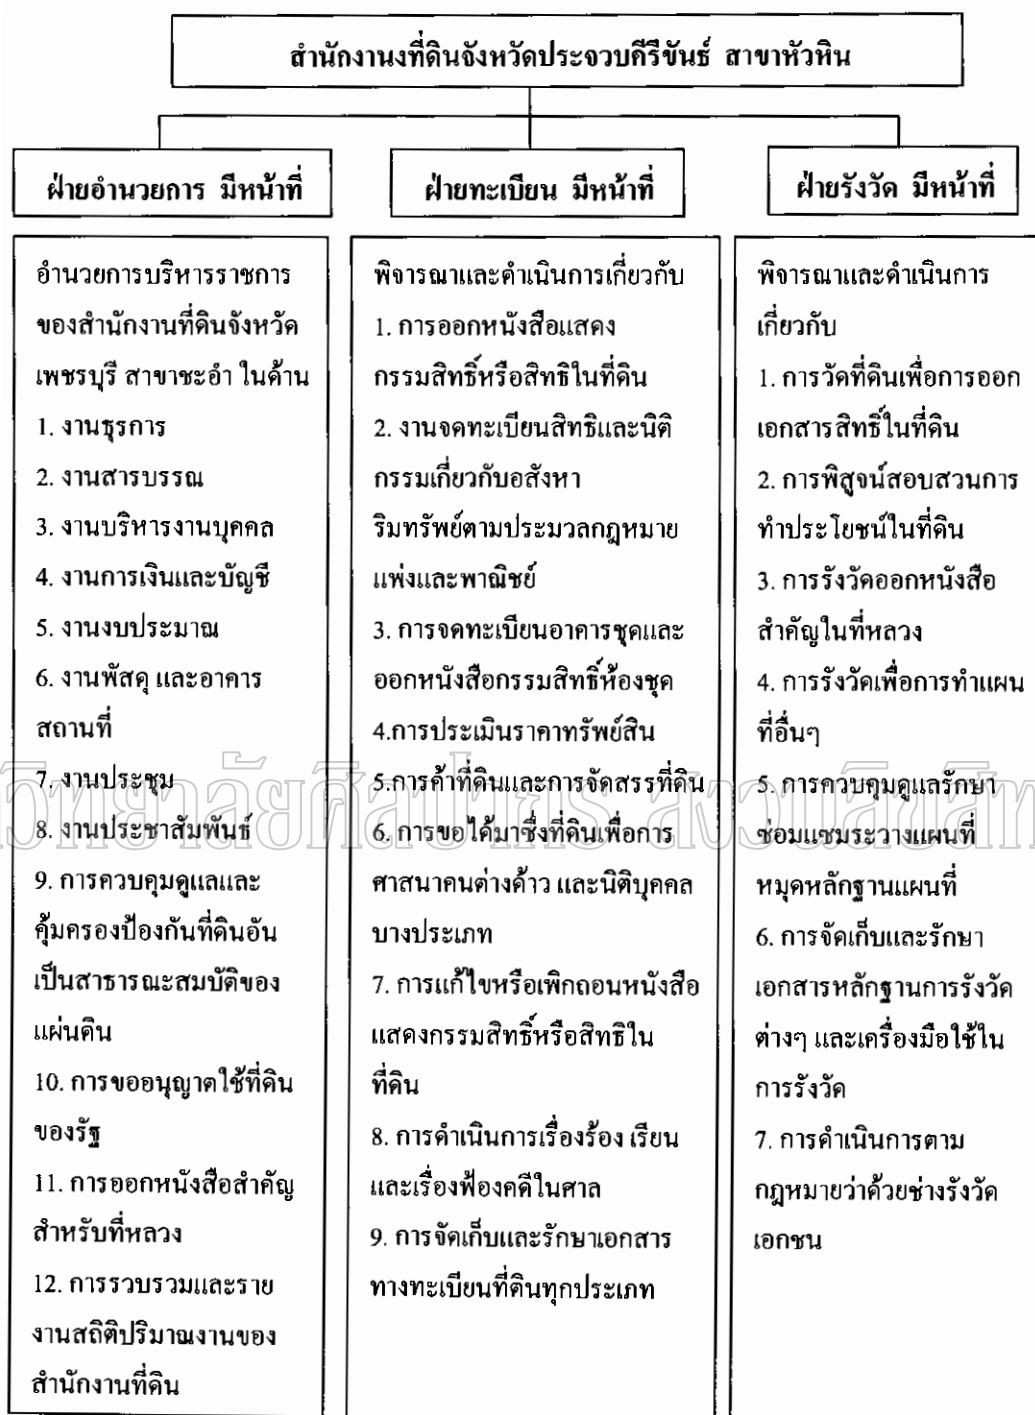 สำนักงานงที่ดินจังหวัดประจวบคีรีขันธ์ สาขาหัวหิน
ฝ่ายอำนวยการ มีหน้าที่
อำนวยการบริหารราชการ
ของสำนักงานที่ดินจังหวัด
เพชรบุรี สาขาชะอำ ในด้าน
1. งานธุรการ
2. งานสารบรรณ
3. งานบริหารงานบุคคล
4. งานการเงินและบัญชี
5. งานงบประมาณ
6. งานพัสดุ และอาคาร
สถานที่
7. งานประชุม
8. งานประชาสัมพันธ์
9. การควบคุมดูแลและ
คุ้มครองป้องกันที่ดินอัน
เป็นสาธารณะสมบัติของ
แผ่นดิน
10. การขออนุญาตใช้ที่ดิน
ของรัฐ
11. การออกหนังสือสำคัญ
สำหรับที่หลวง
12. การรวบรวมและราย
งานสถิติปริมาณงานของ
สำนักงานที่ดิน
ฝ่ายทะเบียน มีหน้าที่
พิจารณาและดำเนินการเกี่ยวกับ
1. การออกหนังสือแสดง
กรรมสิทธิ์หรือสิทธิในที่ดิน
2. งานจดทะเบียนสิทธิและนิติ
กรรมเกี่ยวกับอสังหา
ริมทรัพย์ตามประมวลกฎหมาย
แพ่งและพาณิชย์
3. การจดทะเบียนอาคารชุดและ
ออกหนังสือกรรมสิทธิ์ห้องชุด
4.การประเมินราคาทรัพย์สิน
5.การค้าที่ดินและการจัดสรรที่ดิน
6. การขอได้มาซึ่งที่ดินเพื่อการ
ศาสนาคนต่างด้าว และนิติบุคคล
บางประเภท
7. การแก้ไขหรือเพิกถอนหนังสือ
แสดงกรรมสิทธิ์หรือสิทธิใน
ที่ดิน
8. การดำเนินการเรื่องร้อง เรียน
และเรื่องฟ้องคดีในศาล
9. การจัดเก็บและรักษาเอกสาร
ทางทะเบียนที่ดินทุกประเภท
ฝ่ายรังวัด มีหน้าที่
พิจารณาและดำเนินการ
เกี่ยวกับ
1. การวัดที่ดินเพื่อการออก
เอกสารสิทธิ์ในที่ดิน
2. การพิสูจน์สอบสวนการ
ทำประโยชน์ในที่ดิน
3. การรังวัดออกหนังสือ
สำคัญในที่หลวง
4. การรังวัดเพื่อการทำแผน
ที่อื่นๆ
5. การควบคุมดูแลรักษา
ซ่อมแซมระวางแผนที่
หมุดหลักฐานแผนที่
6. การจัดเก็บและรักษา
เอกสารหลักฐานการรังวัด
ต่างๆ และเครื่องมือใช้ใน
การรังวัด
7. การดำเนินการตาม
กฎหมายว่าด้วยช่างรังวัด
เอกชน
วิทยาลัยศิลปากร สงวนลิขสิท